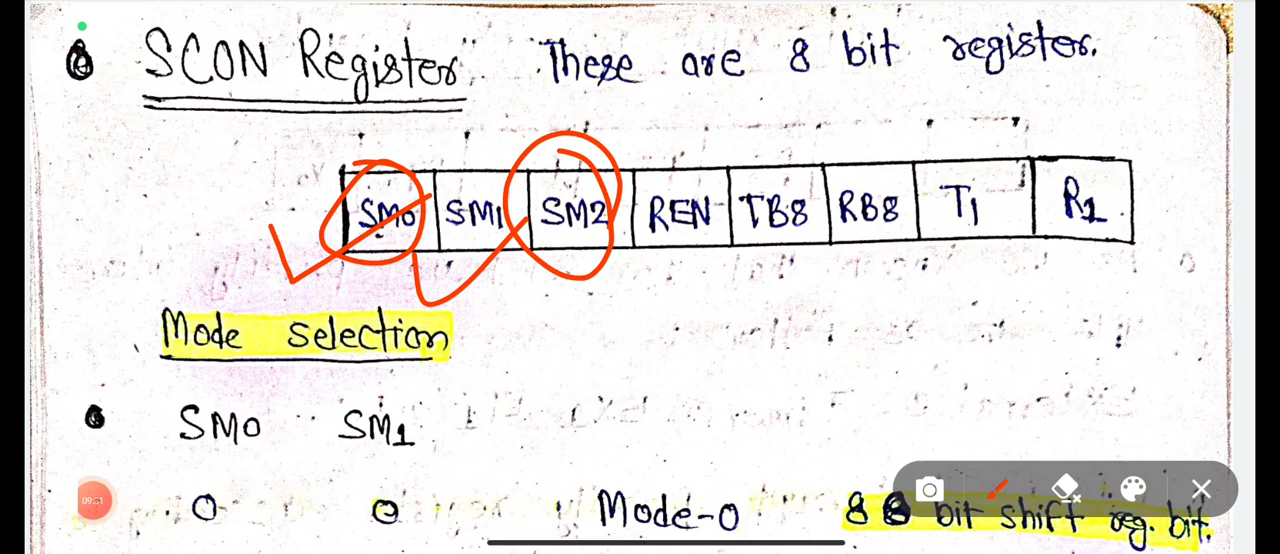 SCON Register These are 8 bit register.
SM0 SM1 SM2 REN TB8 RB8 T1 R1
Mode selection
SM0 SM1
0 0 Mode-0 8 bit shift reg. bit.